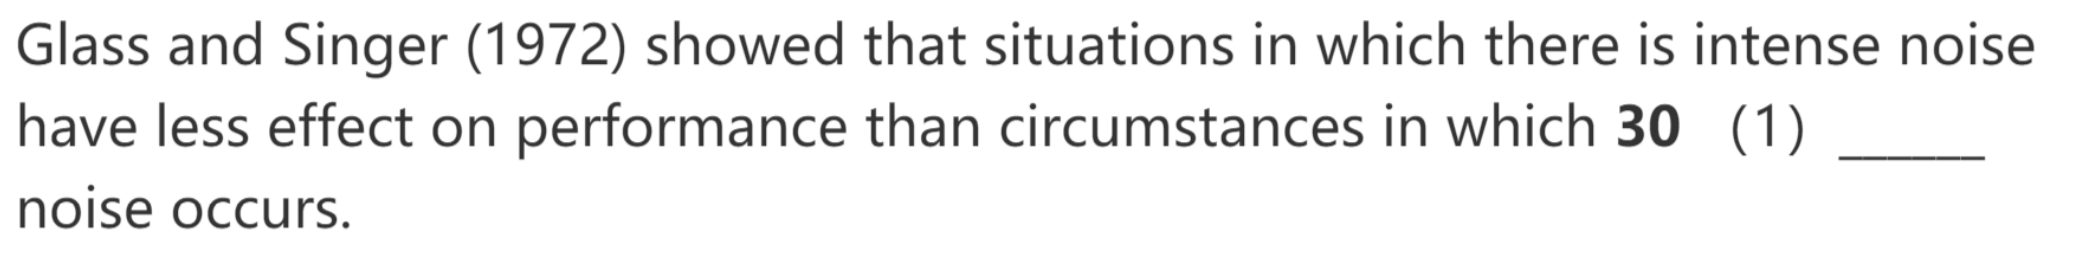 Glass and Singer (1972) showed that situations in which there is intense noise
have less effect on performance than circumstances in which 30 (1) ______
noise occurs.